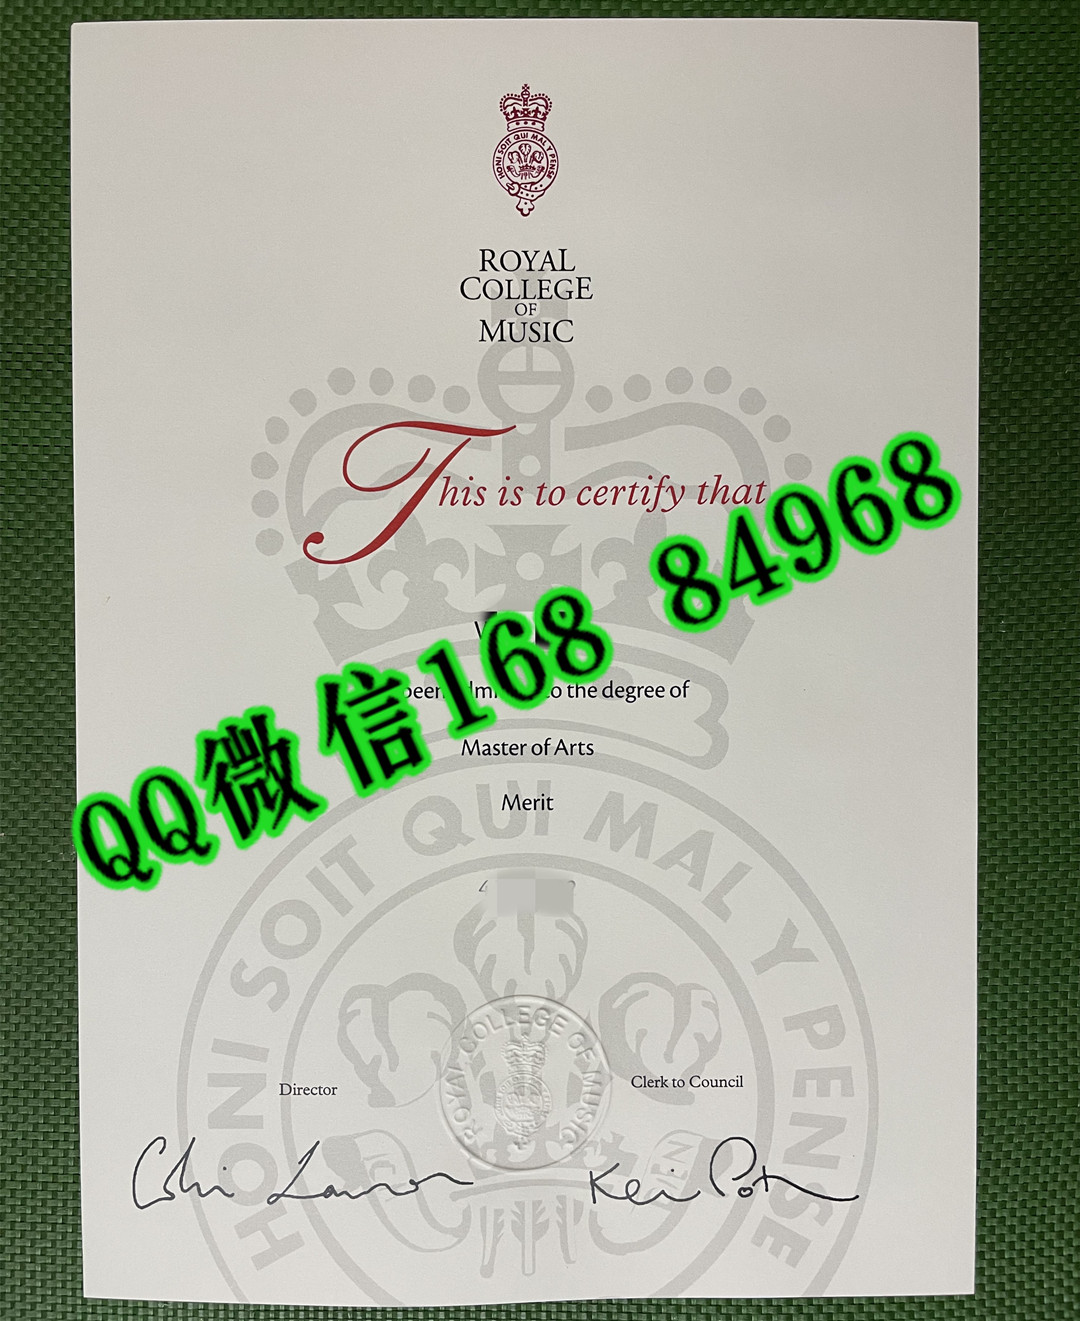 HONI SOIT QUI MAL Y PENSE
ROYAL
COLLEGE
OF
MUSIC
This is to certify that
QQ微信168 84968
to the degree of
Master of Arts
Merit
HONI SOIT QUI MAL Y PENSE
ROYAL COLLEGE OF MUSIC
Director
Clerk to Council